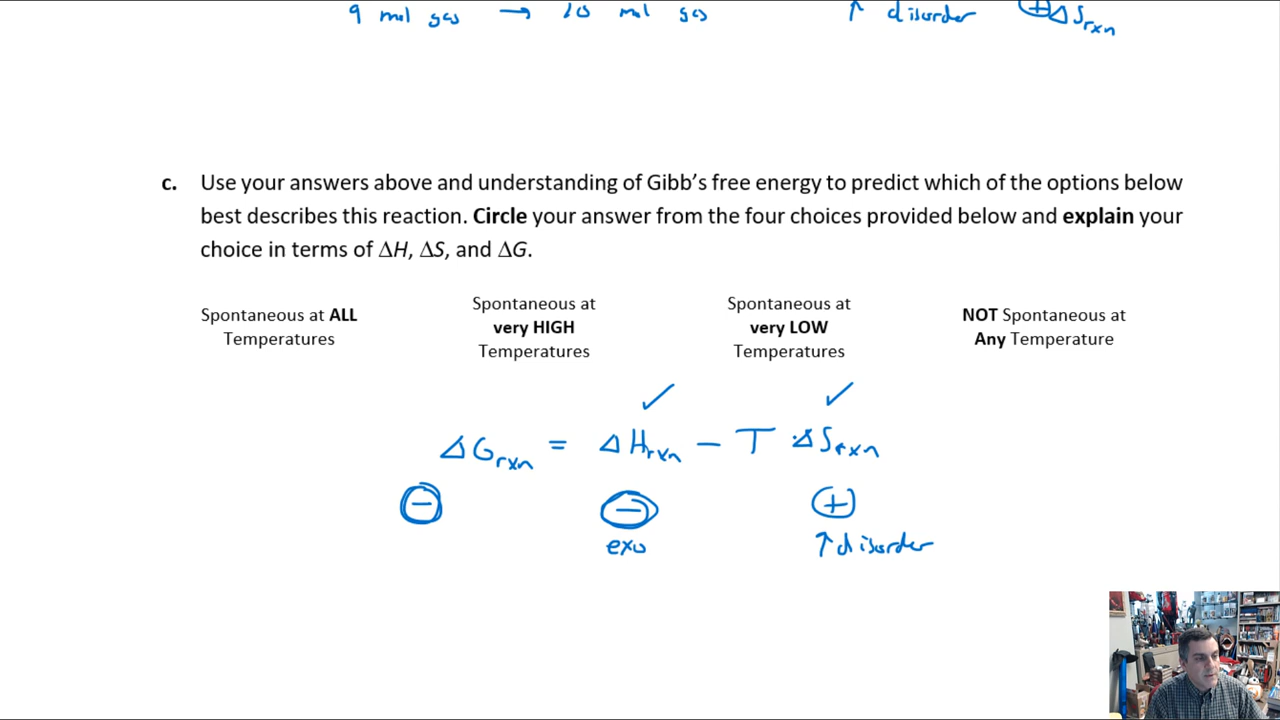 9 mol gas → 10 mol gas ↑ disorder ⊕ΔSrxn
c. Use your answers above and understanding of Gibb's free energy to predict which of the options below
best describes this reaction. Circle your answer from the four choices provided below and explain your
choice in terms of ΔH, ΔS, and ΔG.
Spontaneous at ALL
Temperatures
Spontaneous at
very HIGH
Temperatures
Spontaneous at
very LOW
Temperatures
NOT Spontaneous at
Any Temperature
✓ ✓
ΔGrxn = ΔHrxn − T · ΔSrxn
⊖ ⊖ ⊕
exo ↑disorder